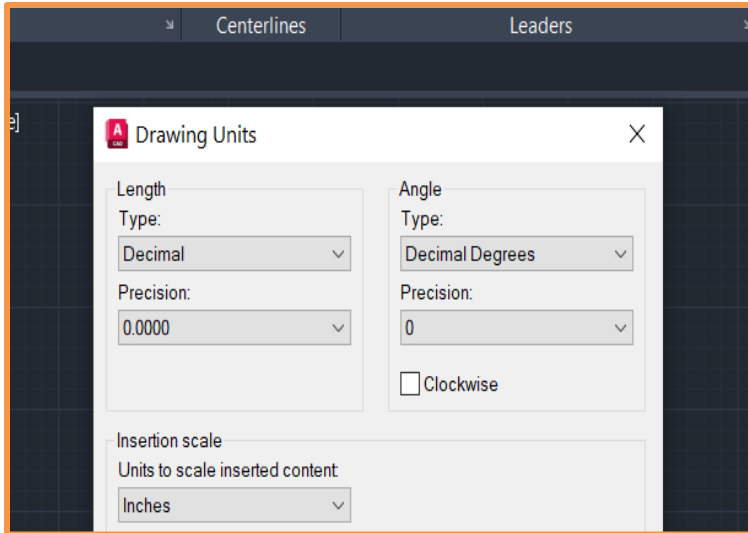 Centerlines
Leaders
e]
A
CAD
Drawing Units
Length
Type:
Decimal
Precision:
0.0000
Angle
Type:
Decimal Degrees
Precision:
0
Clockwise
Insertion scale
Units to scale inserted content:
Inches